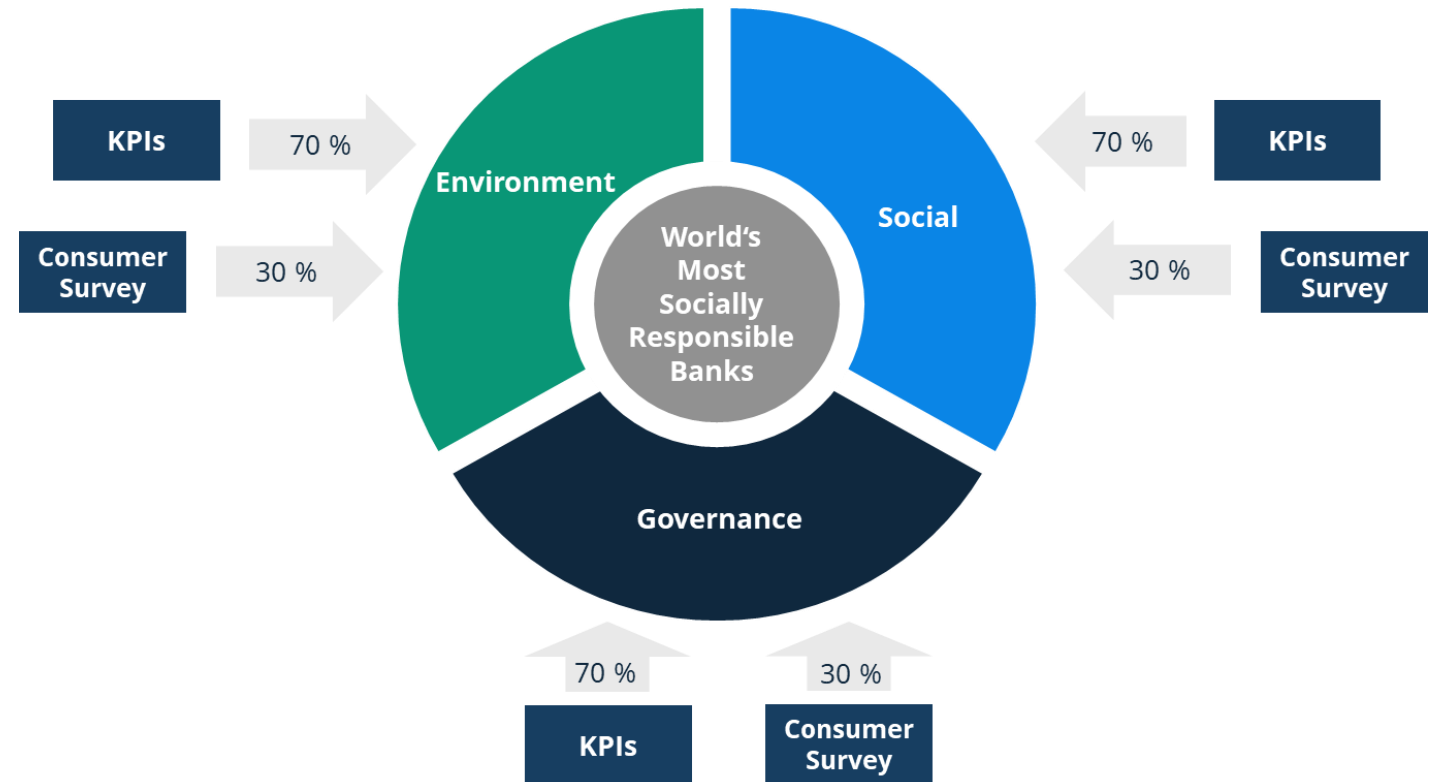 KPIs
70 %
Environment
Consumer
Survey
30 %
World‘s
Most
Socially
Responsible
Banks
Social
70 %
KPIs
30 %
Consumer
Survey
Governance
70 %
KPIs
30 %
Consumer
Survey